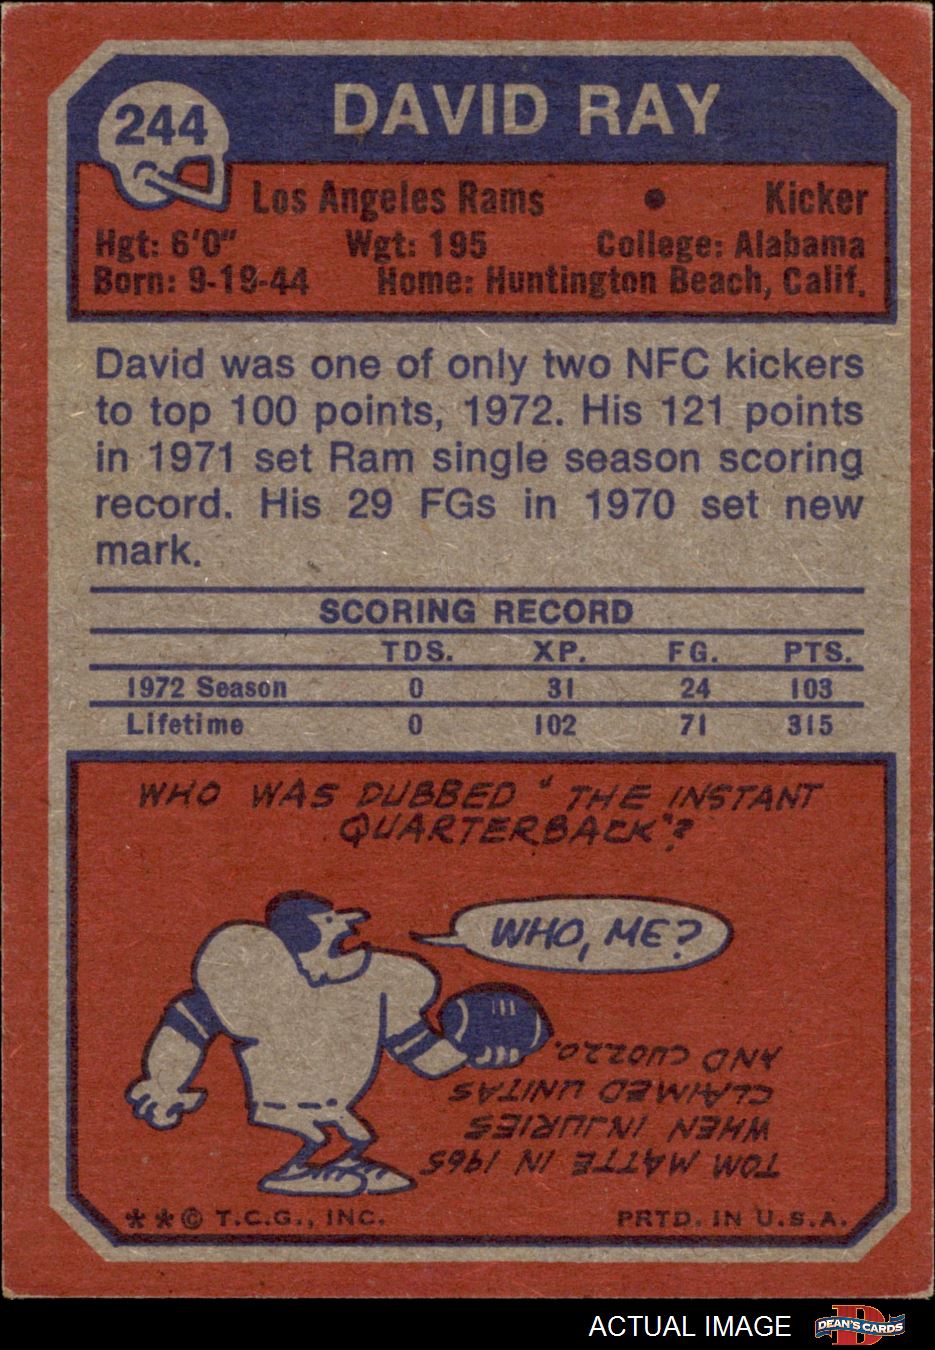 244
DAVID RAY
Los Angeles Rams • Kicker
Hgt: 6'0" Wgt: 195 College: Alabama
Born: 9-19-44 Home: Huntington Beach, Calif.
David was one of only two NFC kickers
to top 100 points, 1972. His 121 points
in 1971 set Ram single season scoring
record. His 29 FGs in 1970 set new
mark.
SCORING RECORD
TDS. XP. FG. PTS.
1972 Season 0 31 24 103
Lifetime 0 102 71 315
WHO WAS DUBBED "THE INSTANT
QUARTERBACK"?
WHO, ME?
TOM MATTE IN 1965
WHEN INJURIES
CLAIMED UNITAS
AND CUOZZO.
**© T.C.G., INC. PRTD. IN U.S.A.
ACTUAL IMAGE
DEAN'S CARDS